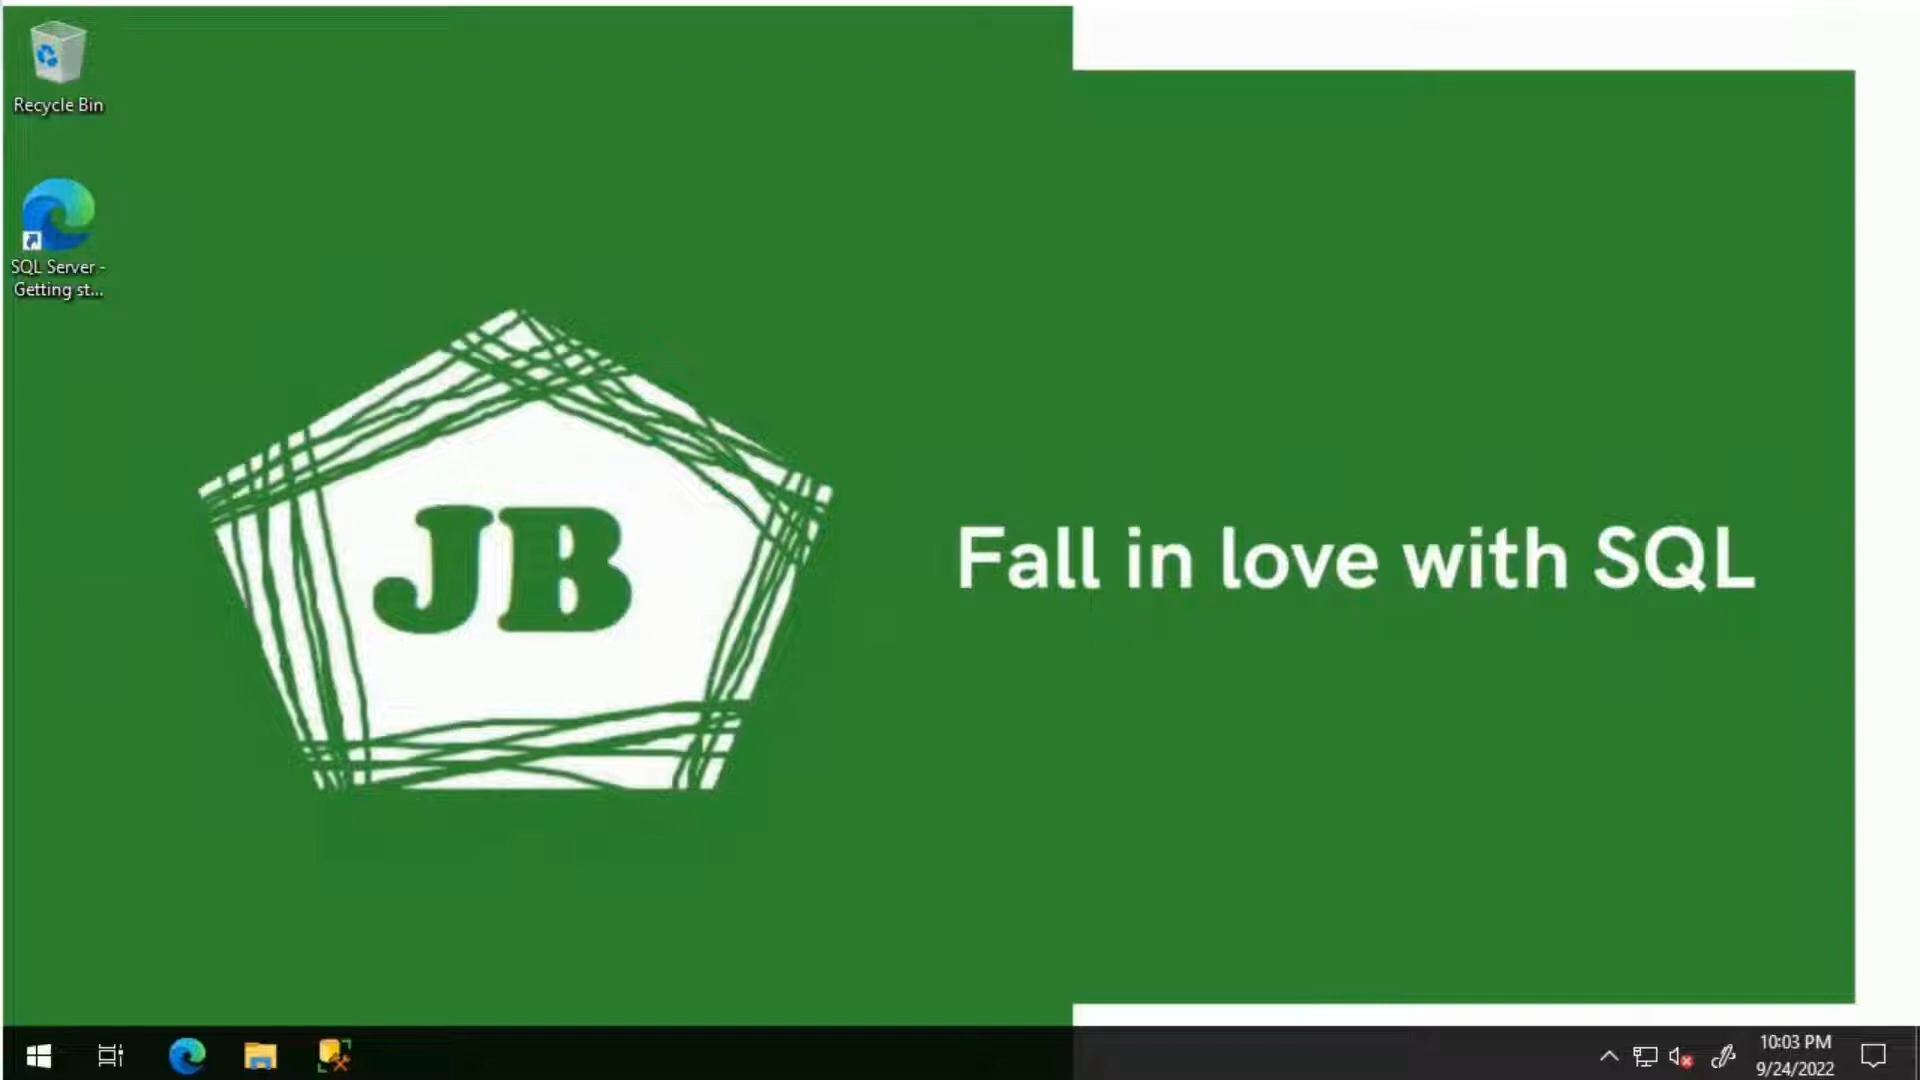 Recycle Bin
SQL Server -
Getting st...
JB
Fall in love with SQL
10:03 PM
9/24/2022